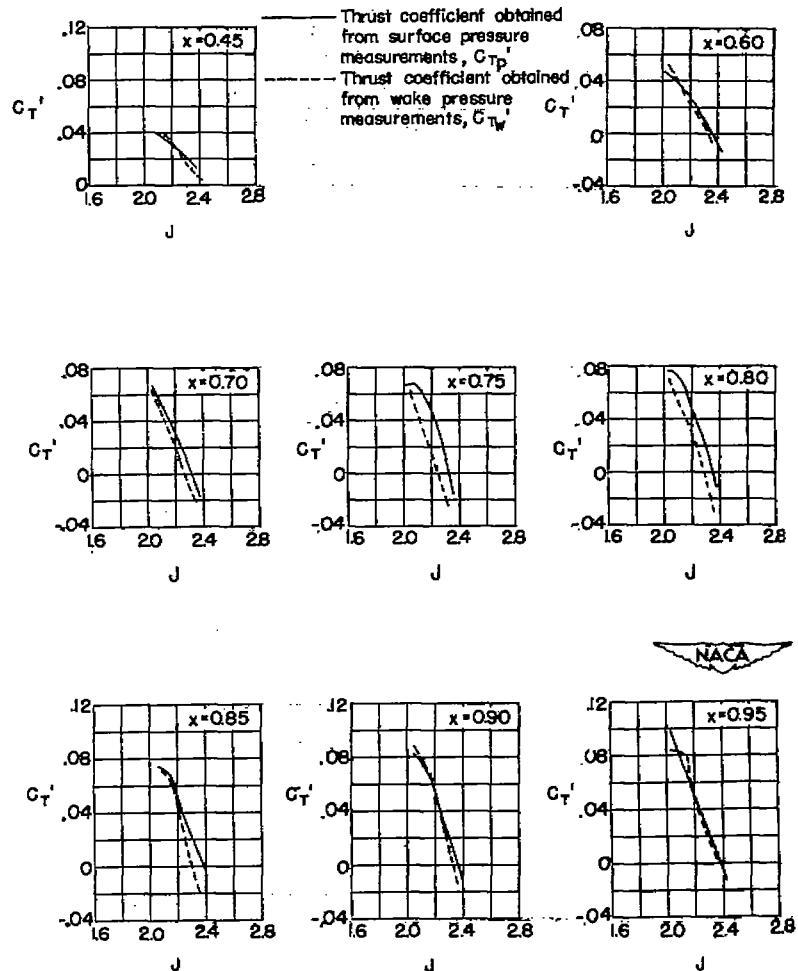 Thrust coefficient obtained
from surface pressure
measurements, CTp'
Thrust coefficient obtained
from wake pressure
measurements, CTw'
.12
.08
CT'
.04
0
1.6 2.0 2.4 2.8
J
x=0.45
.08
.04
CT'
0
-.04
1.6 2.0 2.4 2.8
J
x=0.60
.08
.04
CT'
0
-.04
1.6 2.0 2.4 2.8
J
x=0.70
.08
.04
CT'
0
-.04
1.6 2.0 2.4 2.8
J
x=0.75
.08
.04
CT'
0
-.04
1.6 2.0 2.4 2.8
J
x=0.80
NACA
.12
.08
CT'
.04
0
-.04
1.6 2.0 2.4 2.8
J
x=0.85
.12
.08
CT'
.04
0
-.04
1.6 2.0 2.4 2.8
J
x=0.90
.12
.08
CT'
.04
0
-.04
1.6 2.0 2.4 2.8
J
x=0.95